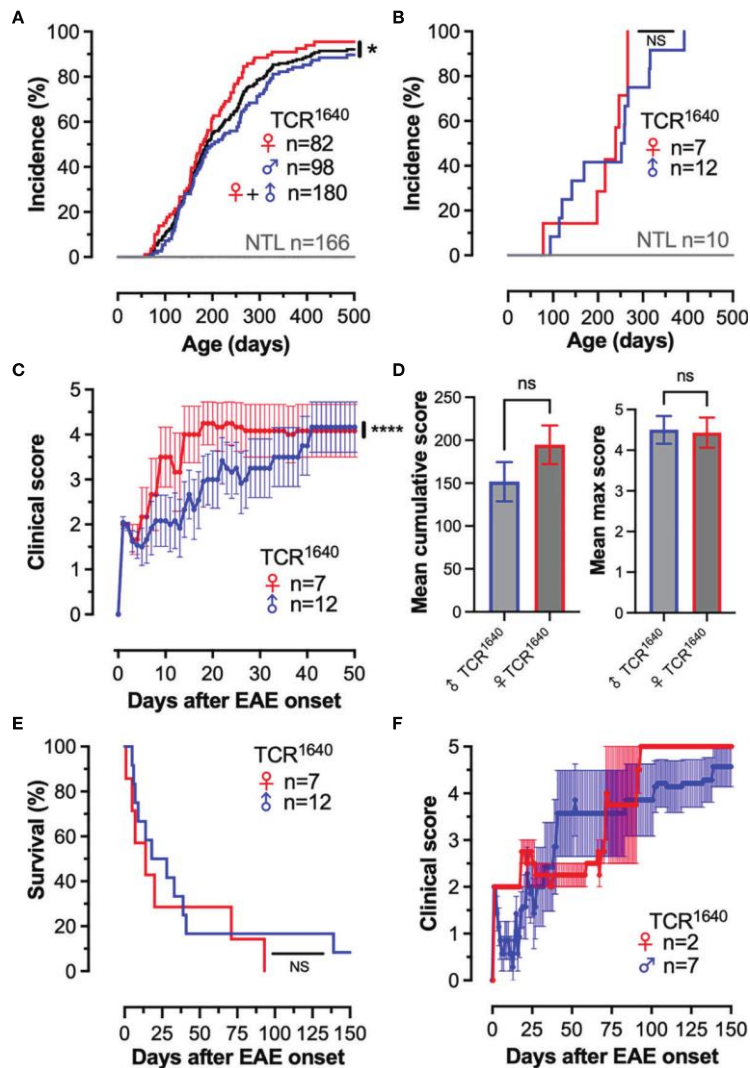 A
Incidence (%)
100
80
60
40
20
0
*
TCR1640
♀ n=82
♂ n=98
♀+♂ n=180
NTL n=166
0 100 200 300 400 500
Age (days)
B
Incidence (%)
100
80
60
40
20
0
NS
TCR1640
♀ n=7
♂ n=12
NTL n=10
0 100 200 300 400 500
Age (days)
C
Clinical score
5
4
3
2
1
0
****
TCR1640
♀ n=7
♂ n=12
0 10 20 30 40 50
Days after EAE onset
D
Mean cumulative score
250
200
150
100
50
0
ns
♂ TCR1640
♀ TCR1640
Mean max score
5
4
3
2
1
0
ns
♂ TCR1640
♀ TCR1640
E
Survival (%)
100
80
60
40
20
0
TCR1640
♀ n=7
♂ n=12
NS
0 25 50 75 100 125 150
Days after EAE onset
F
Clinical score
5
4
3
2
1
0
TCR1640
♀ n=2
♂ n=7
0 25 50 75 100 125 150
Days after EAE onset